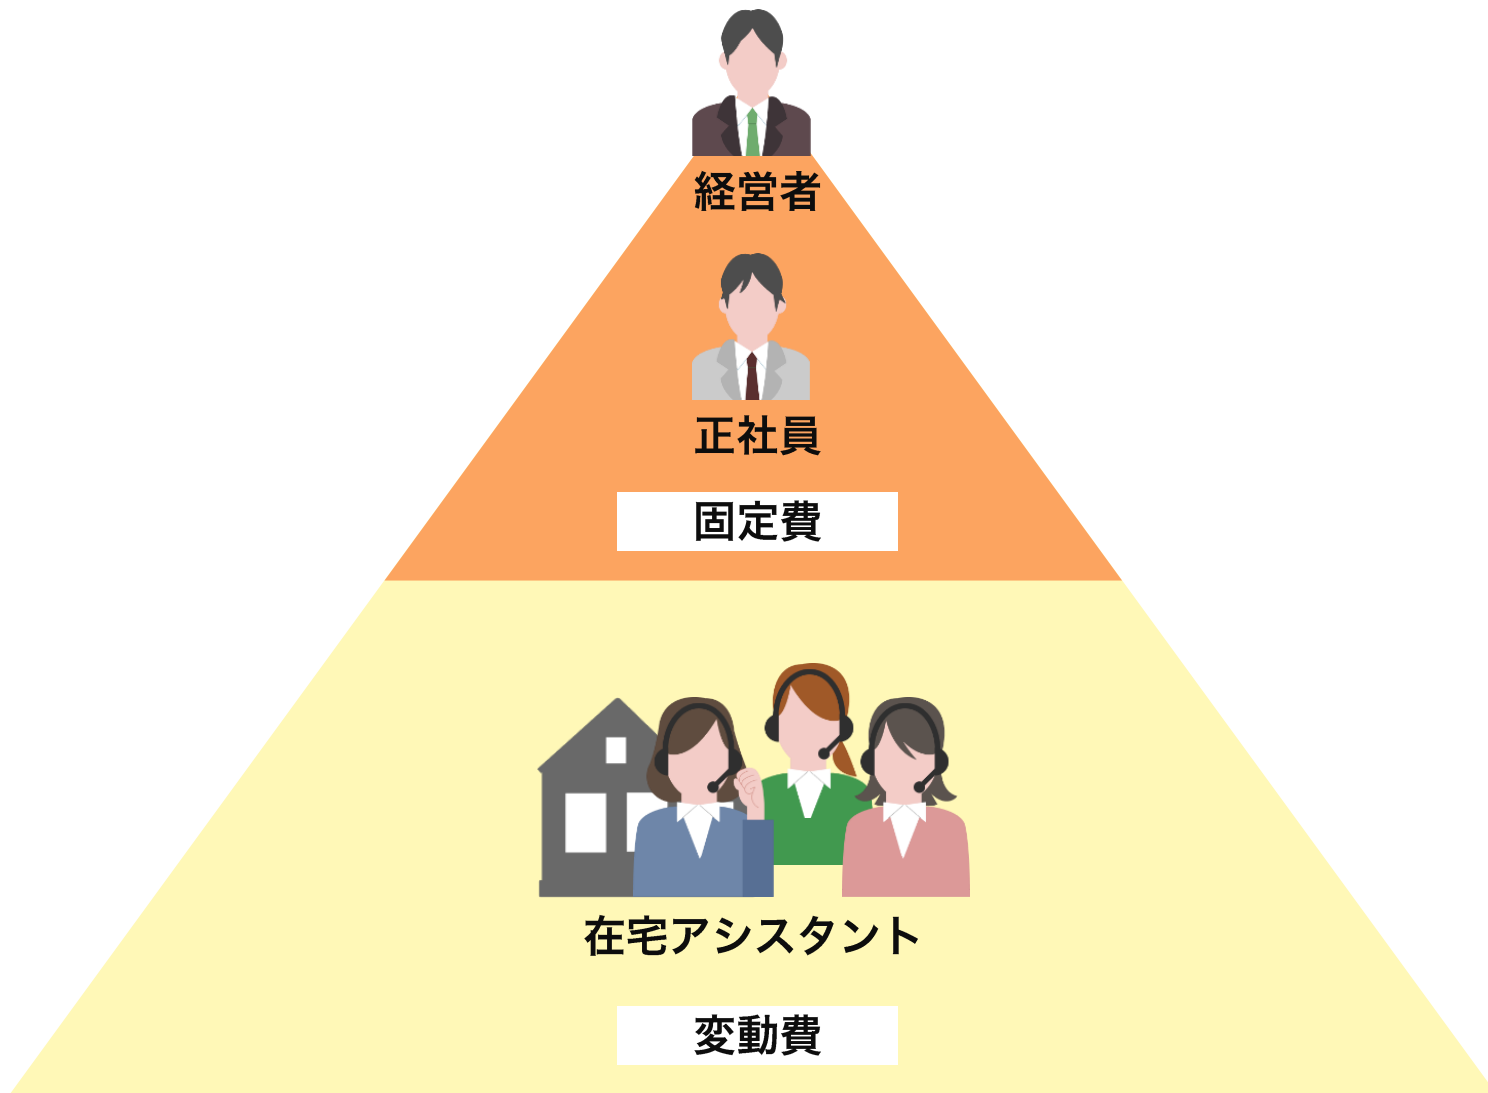 経営者
正社員
固定費
在宅アシスタント
変動費